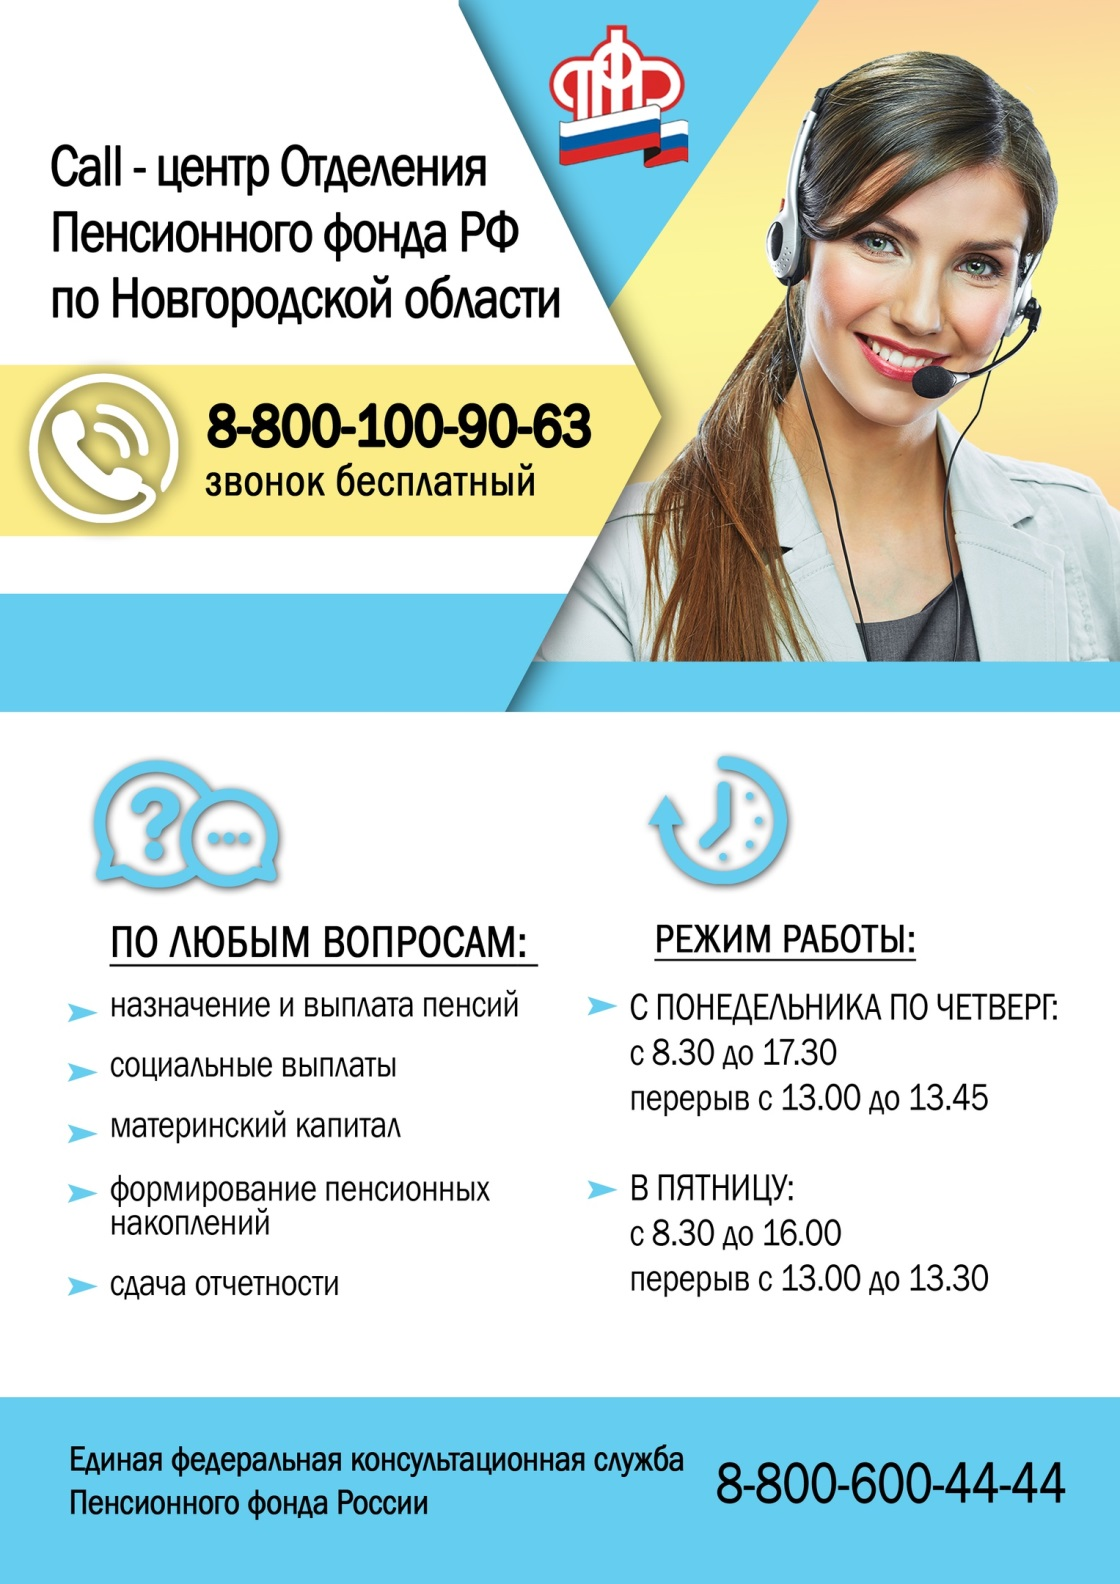 ПФР
Call - центр Отделения
Пенсионного фонда РФ
по Новгородской области
8-800-100-90-63
звонок бесплатный
ПО ЛЮБЫМ ВОПРОСАМ:
назначение и выплата пенсий
социальные выплаты
материнский капитал
формирование пенсионных
накоплений
сдача отчетности
РЕЖИМ РАБОТЫ:
С ПОНЕДЕЛЬНИКА ПО ЧЕТВЕРГ:
с 8.30 до 17.30
перерыв с 13.00 до 13.45
В ПЯТНИЦУ:
с 8.30 до 16.00
перерыв с 13.00 до 13.30
Единая федеральная консультационная служба
Пенсионного фонда России
8-800-600-44-44